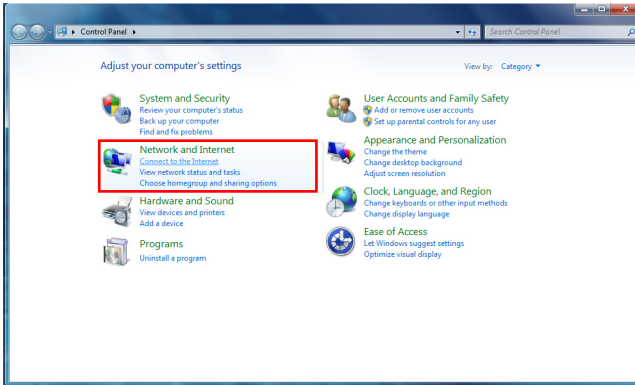 Control Panel
Search Control Panel
Adjust your computer's settings
View by: Category
System and Security
Review your computer's status
Back up your computer
Find and fix problems
Network and Internet
Connect to the Internet
View network status and tasks
Choose homegroup and sharing options
Hardware and Sound
View devices and printers
Add a device
Programs
Uninstall a program
User Accounts and Family Safety
Add or remove user accounts
Set up parental controls for any user
Appearance and Personalization
Change the theme
Change desktop background
Adjust screen resolution
Clock, Language, and Region
Change keyboards or other input methods
Change display language
Ease of Access
Let Windows suggest settings
Optimize visual display